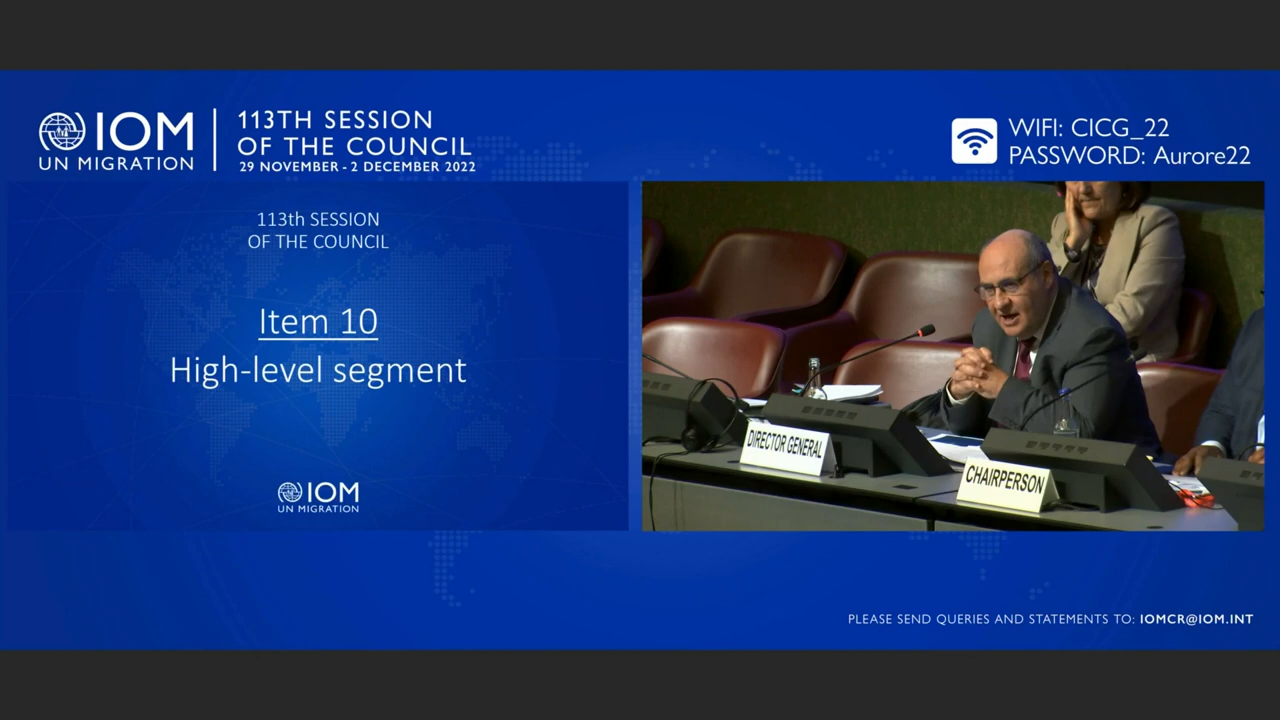 IOM
UN MIGRATION
113TH SESSION
OF THE COUNCIL
29 NOVEMBER - 2 DECEMBER 2022
WIFI: CICG_22
PASSWORD: Aurore22
113th SESSION
OF THE COUNCIL
Item 10
High-level segment
IOM
UN MIGRATION
DIRECTOR GENERAL
CHAIRPERSON
PLEASE SEND QUERIES AND STATEMENTS TO: IOMCR@IOM.INT